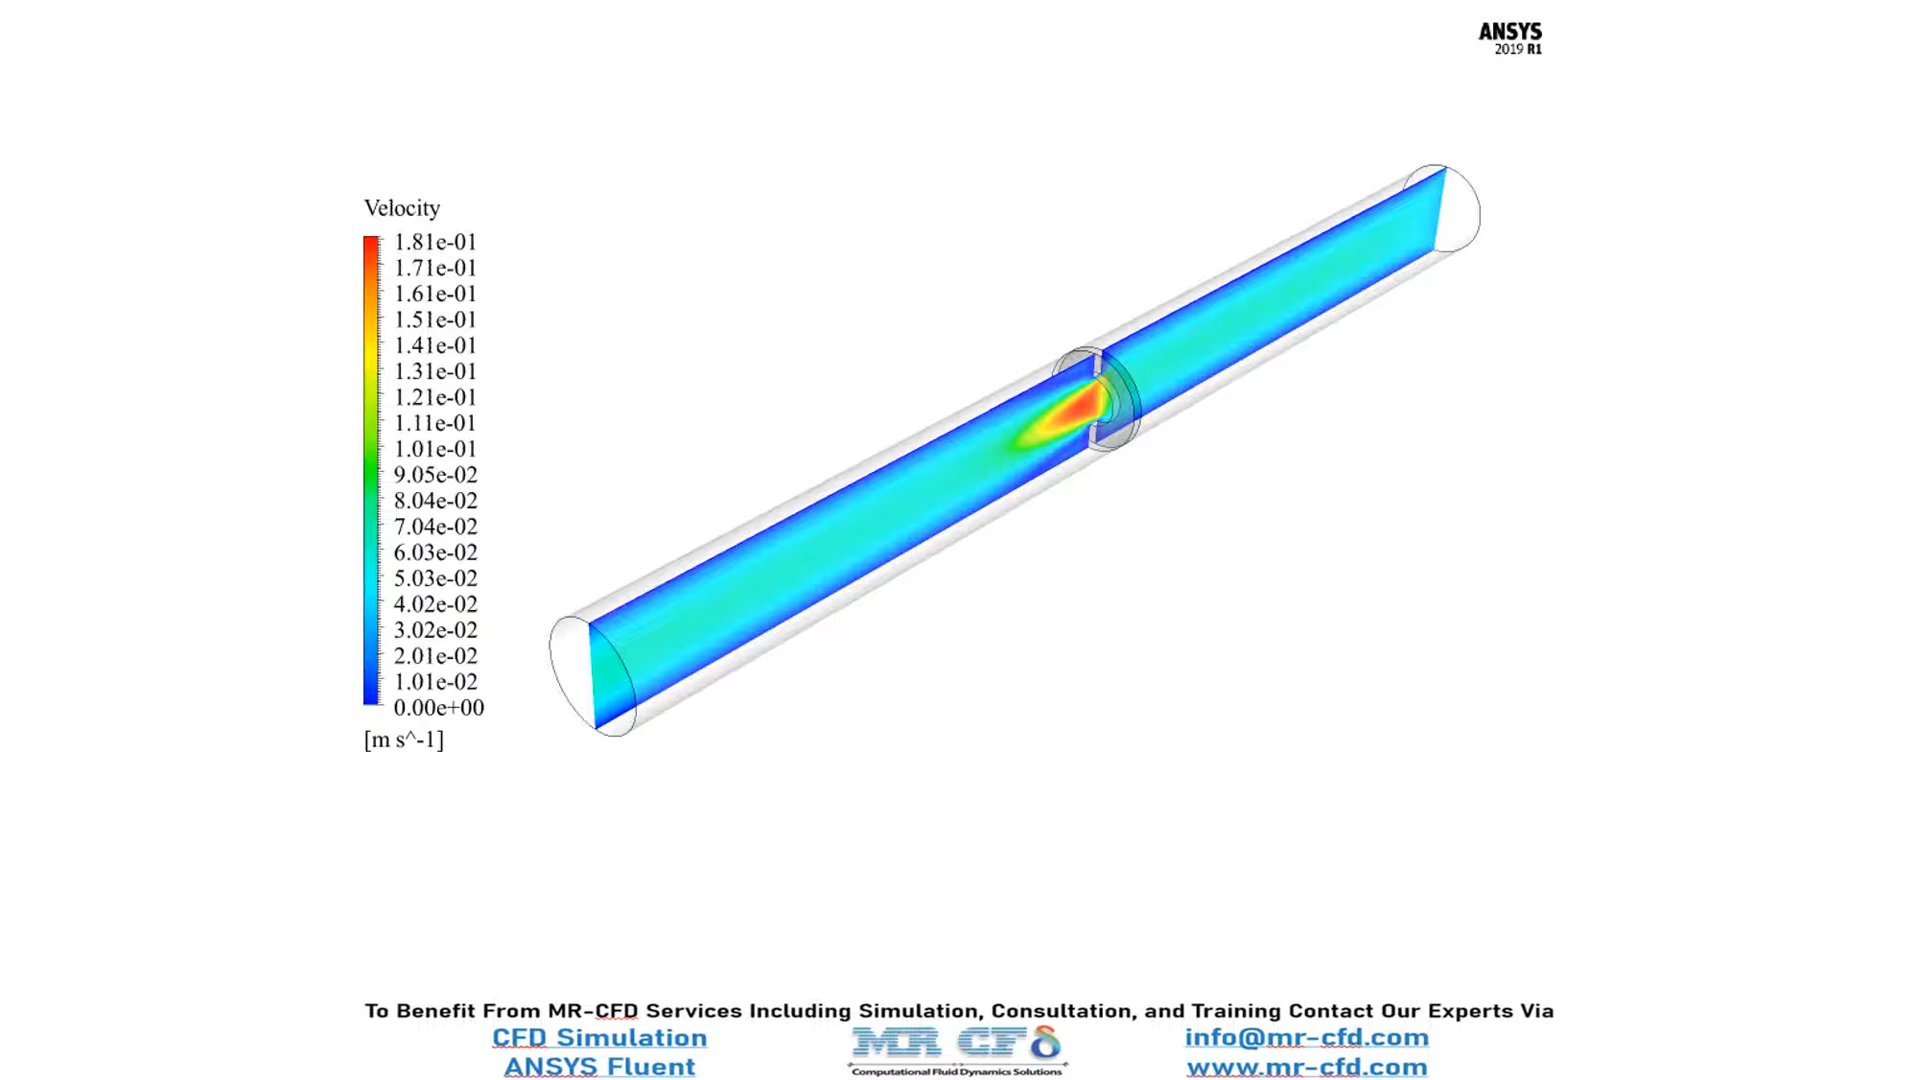 ANSYS
2019 R1
Velocity
1.81e-01
1.71e-01
1.61e-01
1.51e-01
1.41e-01
1.31e-01
1.21e-01
1.11e-01
1.01e-01
9.05e-02
8.04e-02
7.04e-02
6.03e-02
5.03e-02
4.02e-02
3.02e-02
2.01e-02
1.01e-02
0.00e+00
[m s^-1]
To Benefit From MR-CFD Services Including Simulation, Consultation, and Training Contact Our Experts Via
CFD Simulation
ANSYS Fluent
MR CFδ
Computational Fluid Dynamics Solutions
info@mr-cfd.com
www.mr-cfd.com